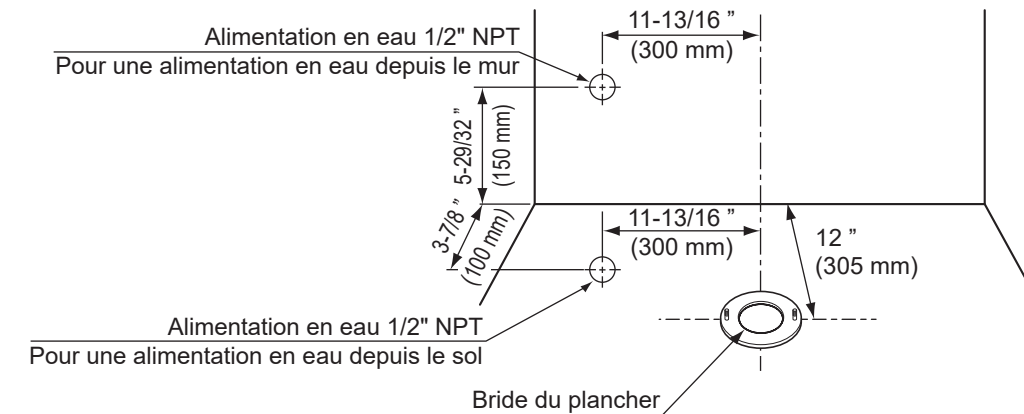 11-13/16 ”
(300 mm)
Alimentation en eau 1/2" NPT
Pour une alimentation en eau depuis le mur
5-29/32 ”
(150 mm)
3-7/8 ”
(100 mm)
11-13/16 ”
(300 mm)
12 ”
(305 mm)
Alimentation en eau 1/2" NPT
Pour une alimentation en eau depuis le sol
Bride du plancher